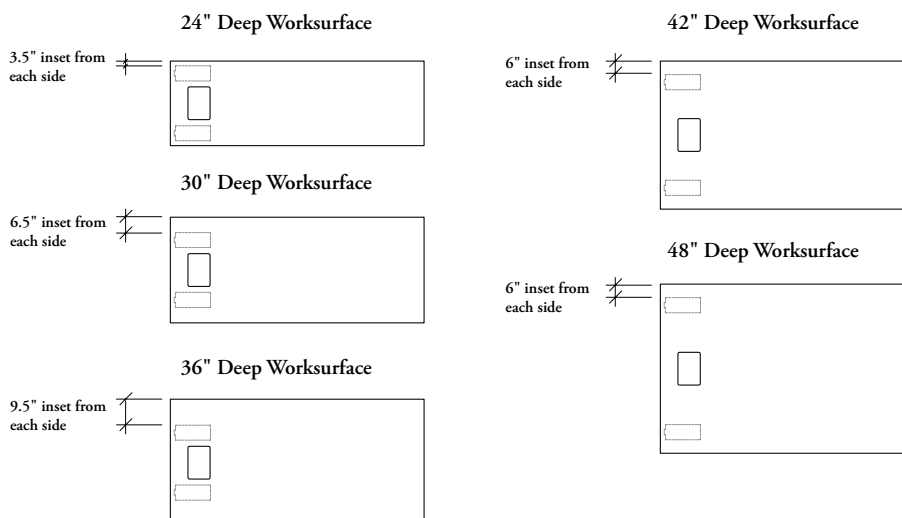 24" Deep Worksurface
3.5" inset from
each side
30" Deep Worksurface
6.5" inset from
each side
36" Deep Worksurface
9.5" inset from
each side
42" Deep Worksurface
6" inset from
each side
48" Deep Worksurface
6" inset from
each side